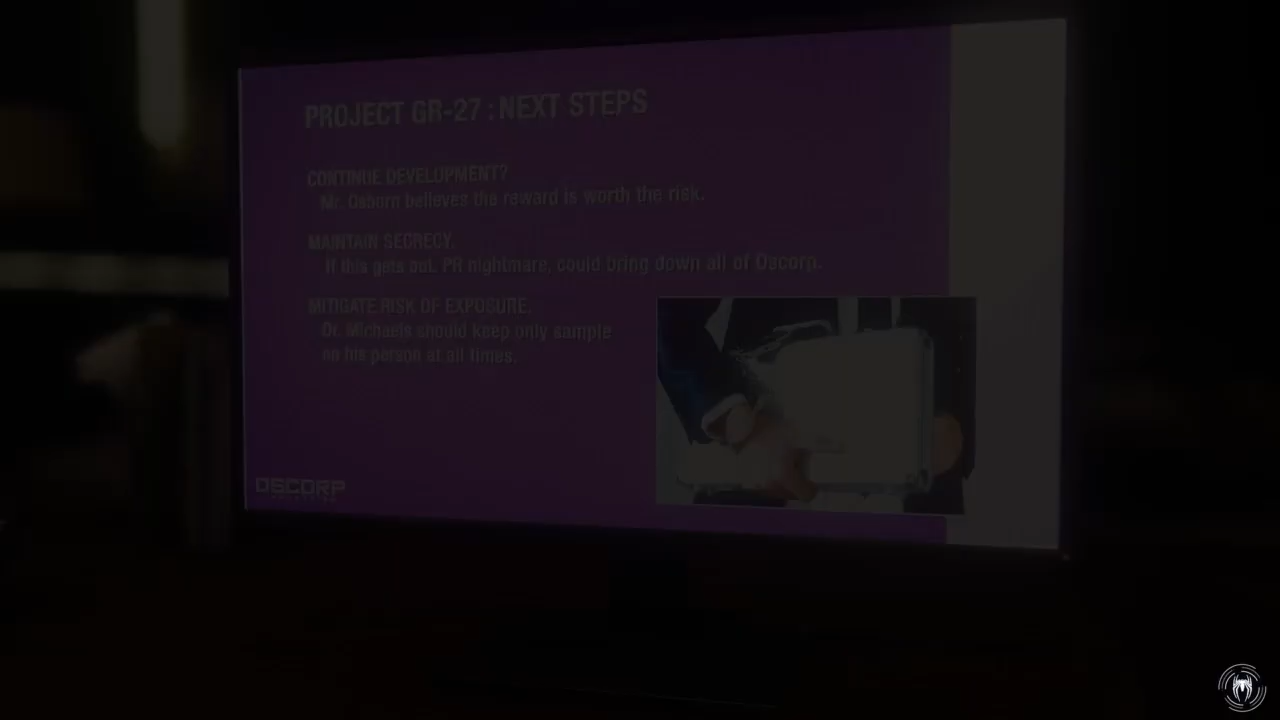 PROJECT GR-27 : NEXT STEPS
CONTINUE DEVELOPMENT?
Mr. Osborn believes the reward is worth the risk.
MAINTAIN SECRECY.
If this gets out, PR nightmare, could bring down all of Oscorp.
MITIGATE RISK OF EXPOSURE.
Dr. Michaels should keep only sample
on his person at all times.
OSCORP